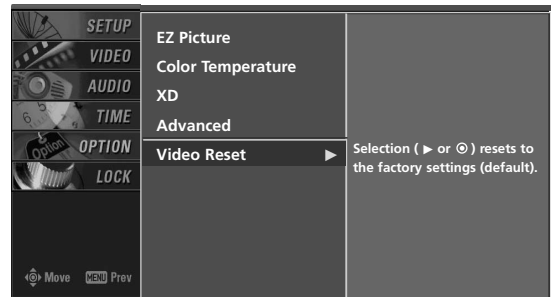 SETUP
VIDEO
AUDIO
TIME
OPTION
LOCK
EZ Picture
Color Temperature
XD
Advanced
Video Reset ▶
Selection ( ▶ or ⊙ ) resets to
the factory settings (default).
Move MENU Prev